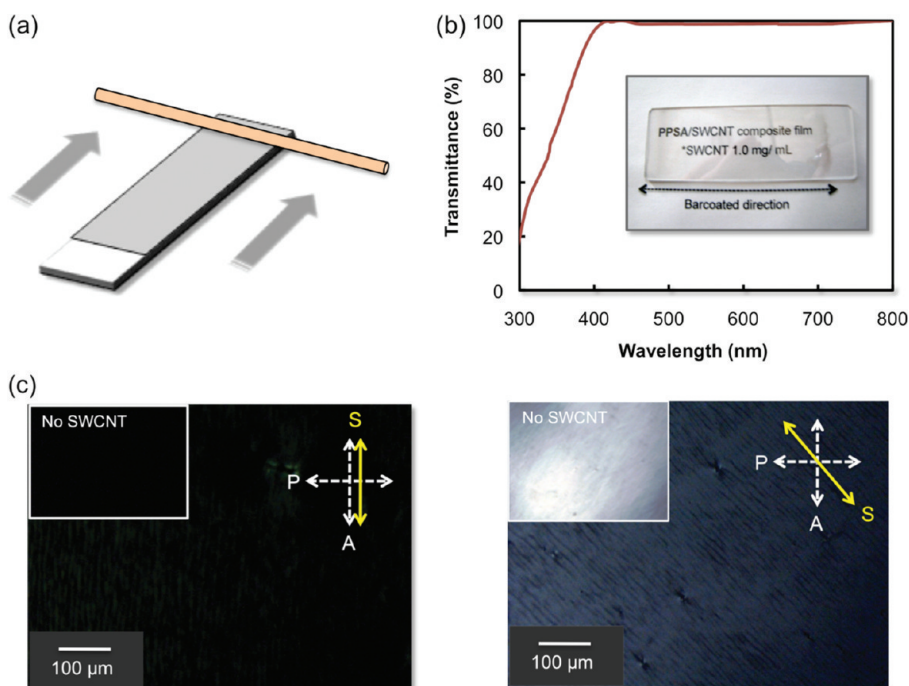 (a)
(b)
100
80
60
40
20
0
Transmittance (%)
PPSA/SWCNT composite film
*SWCNT 1.0 mg/ mL
Barcoated direction
300
400
500
600
700
800
Wavelength (nm)
(c)
No SWCNT
S
P
A
100 µm
No SWCNT
P
A
S
100 µm